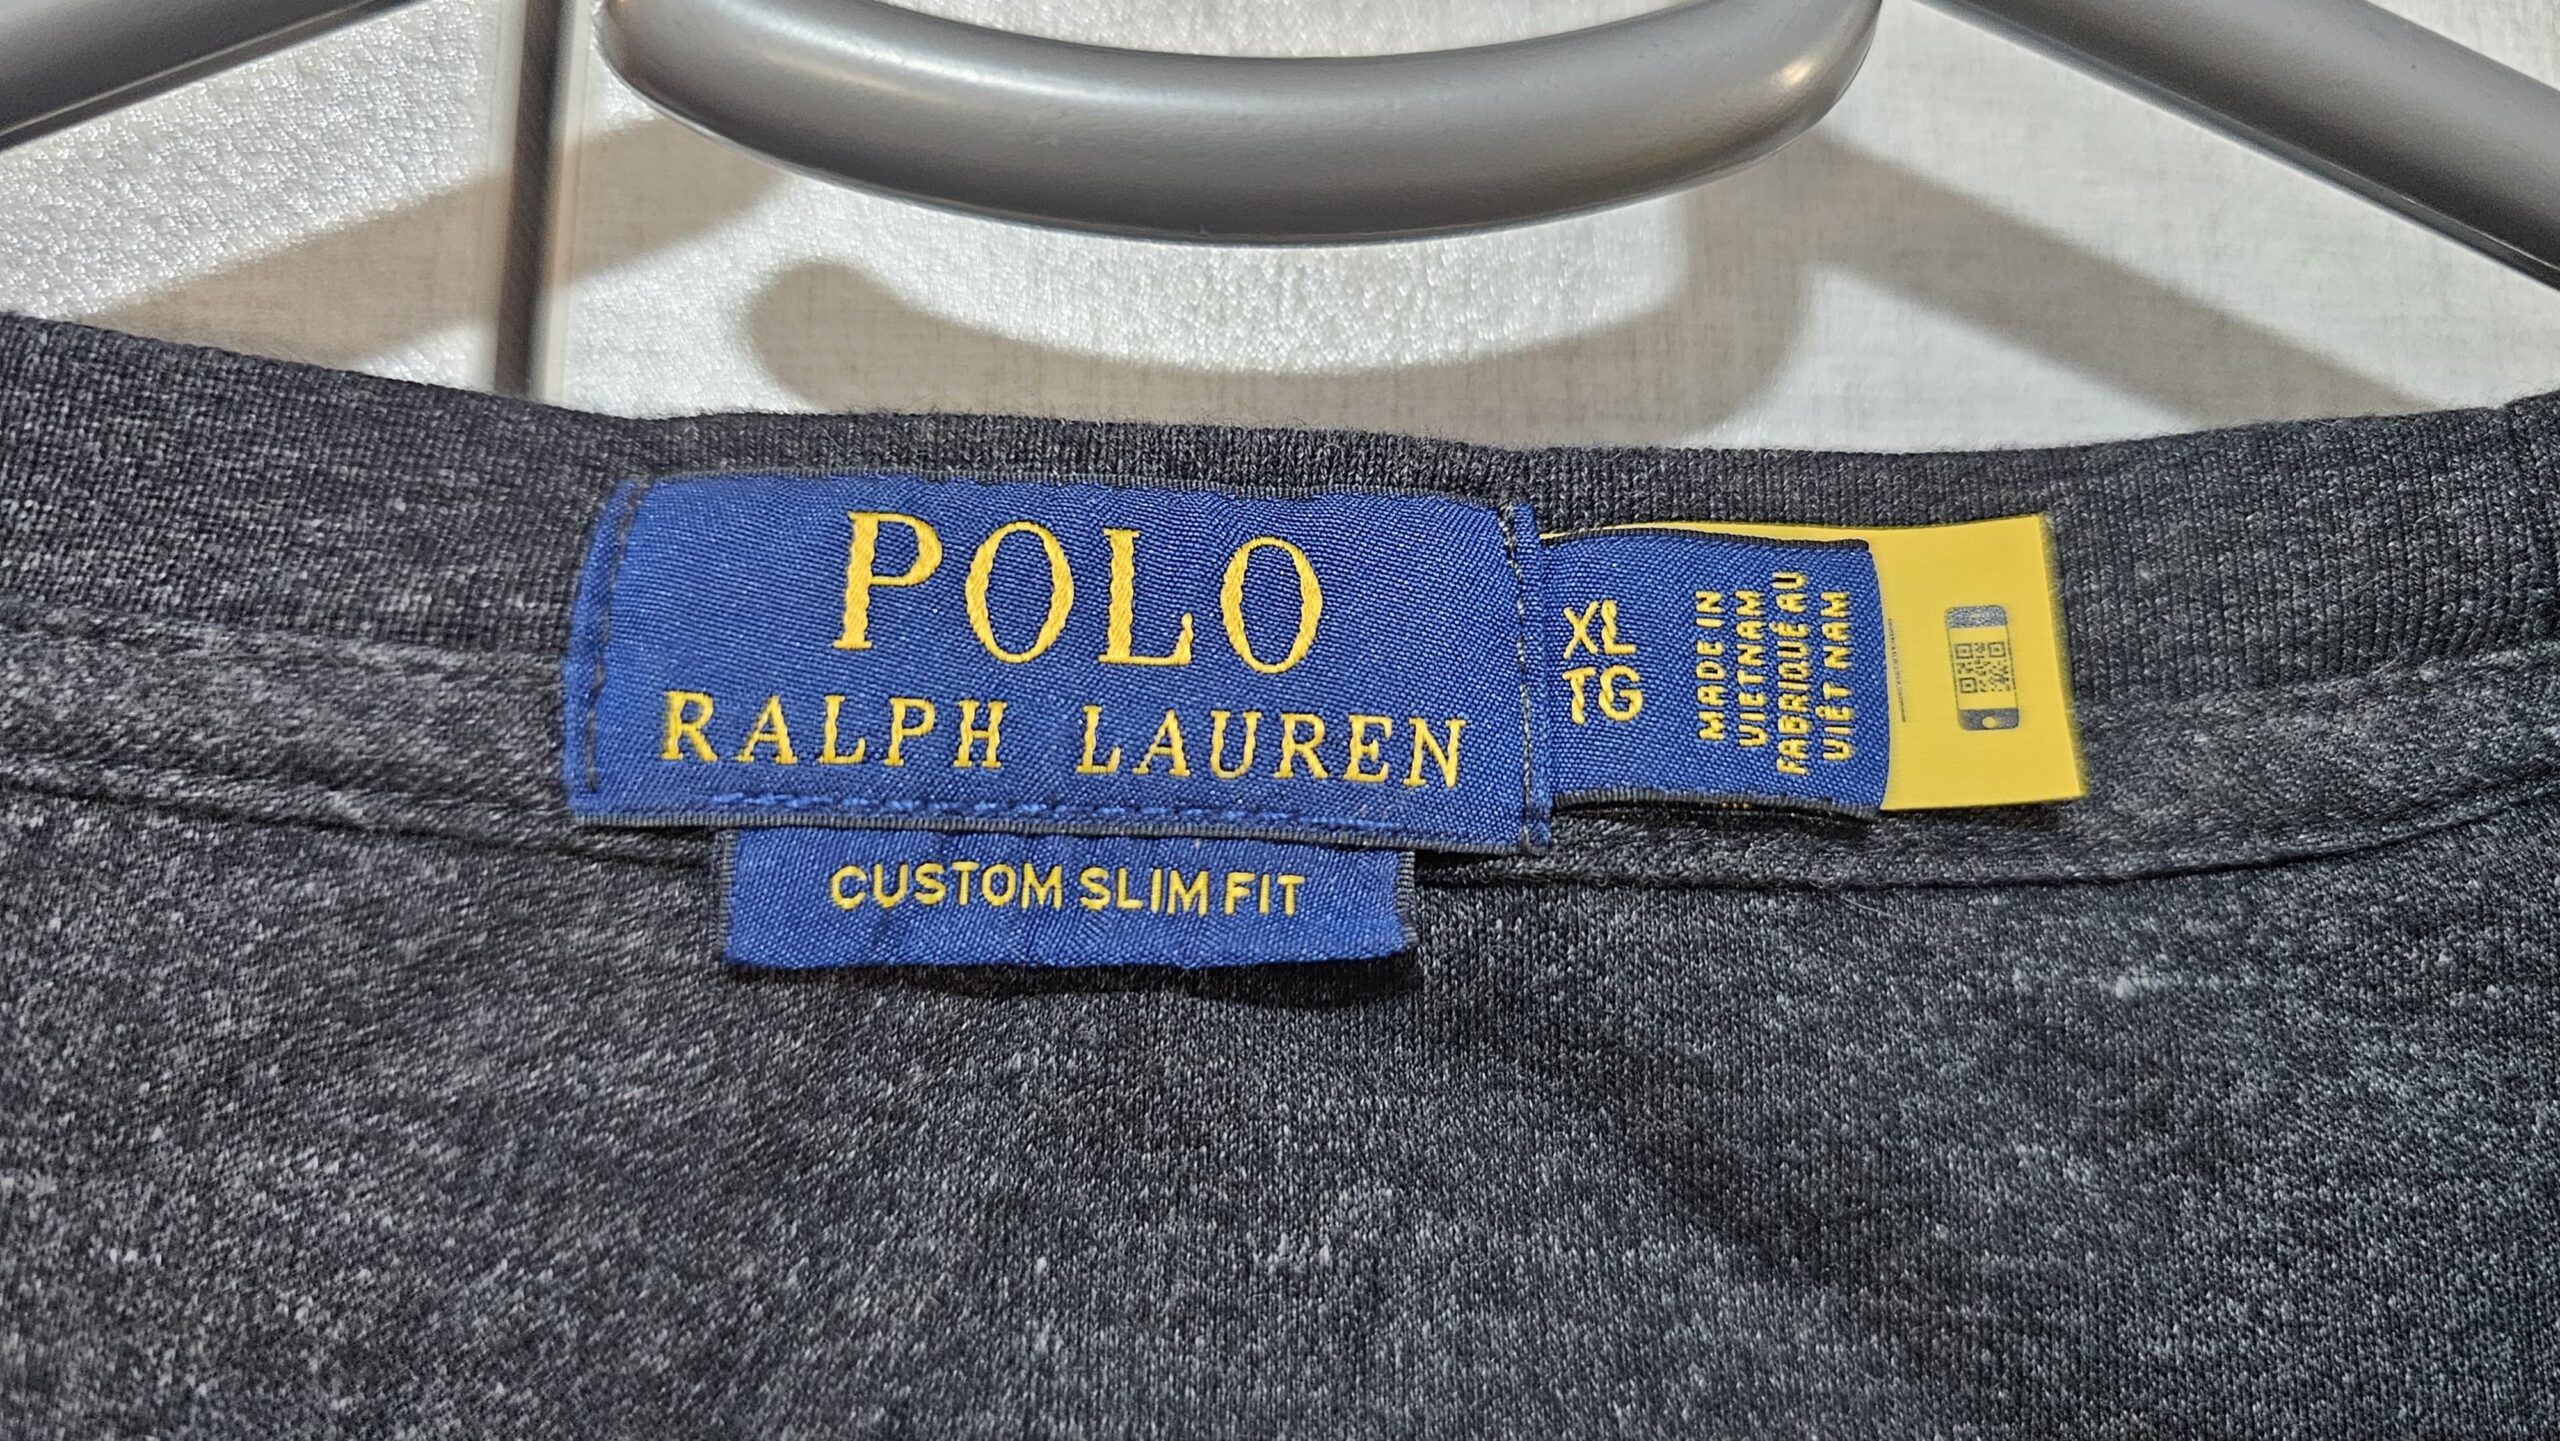 POLO
RALPH LAUREN
CUSTOM SLIM FIT
XL
TG
MADE IN
VIETNAM
FABRIQUÉ AU
VIÊT NAM